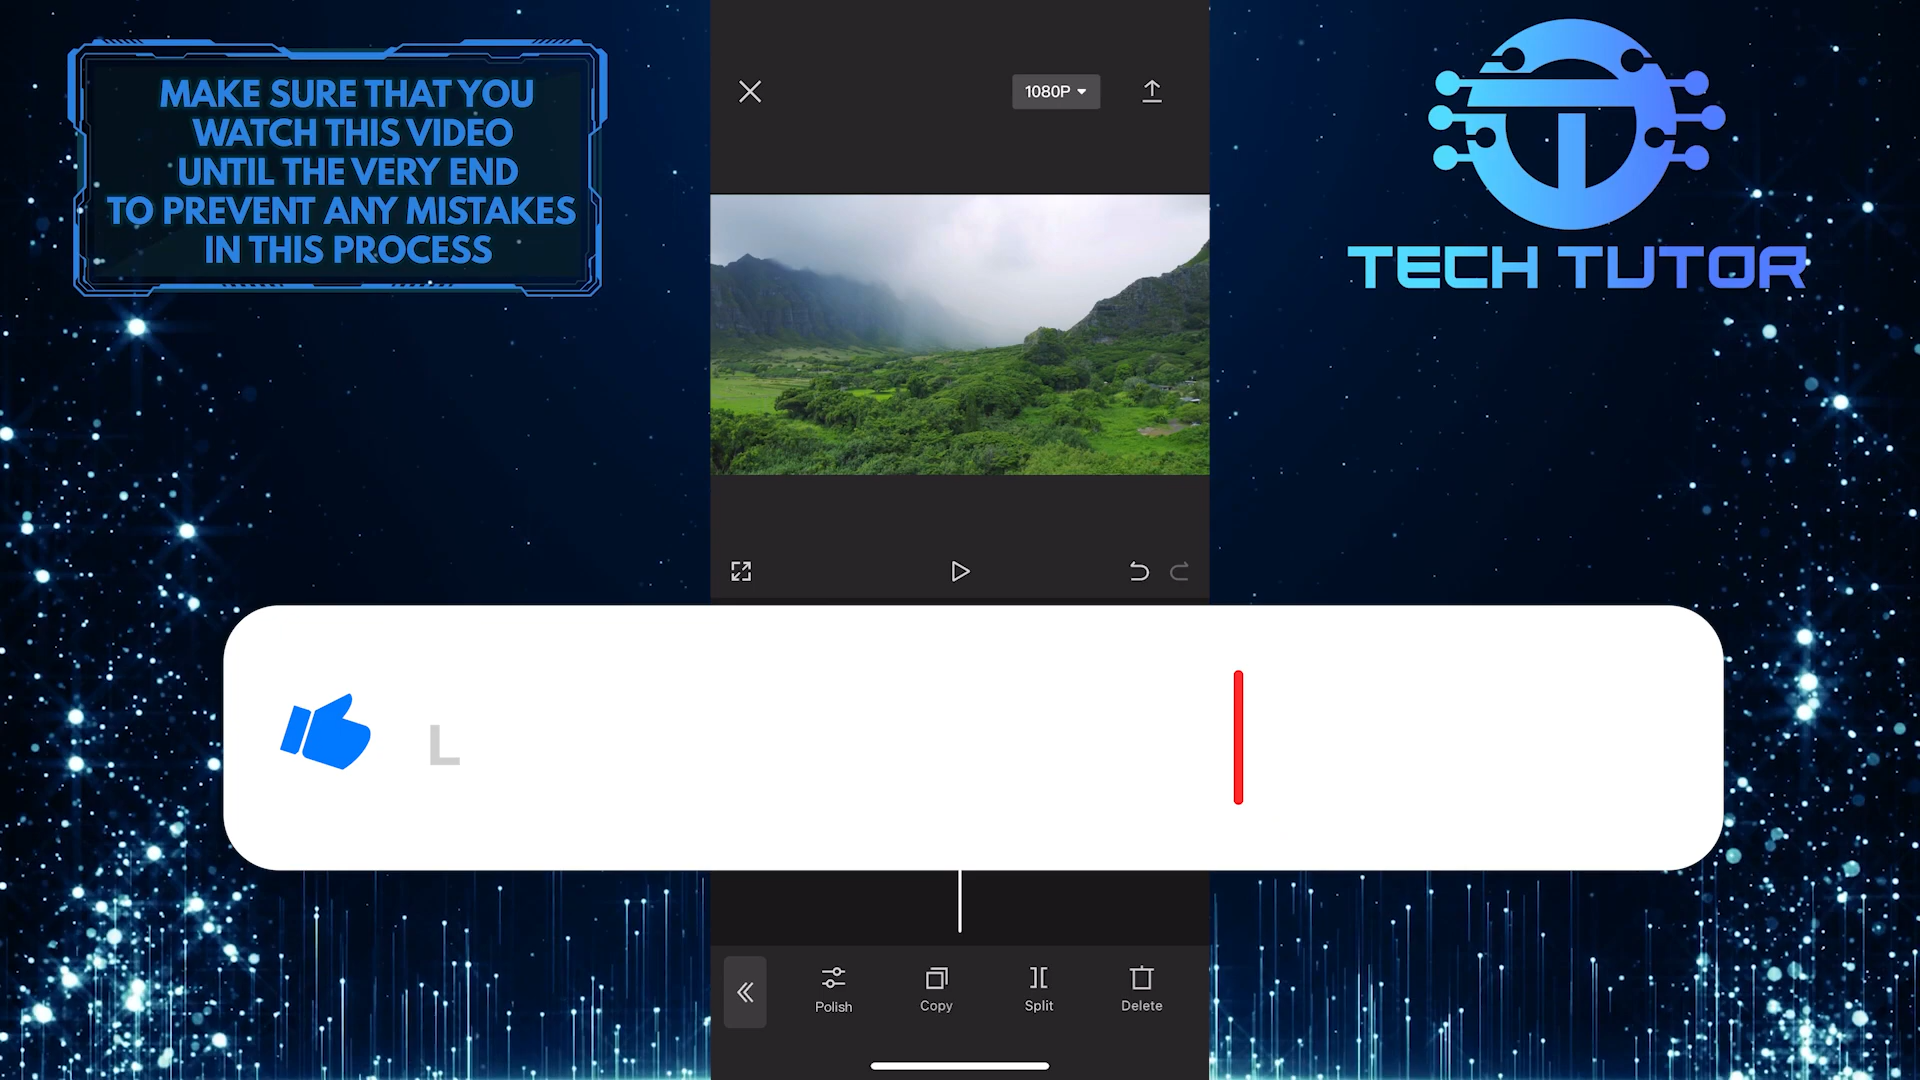 MAKE SURE THAT YOU
WATCH THIS VIDEO
UNTIL THE VERY END
TO PREVENT ANY MISTAKES
IN THIS PROCESS
1080P
TECH TUTOR
L
Polish
Copy
Split
Delete